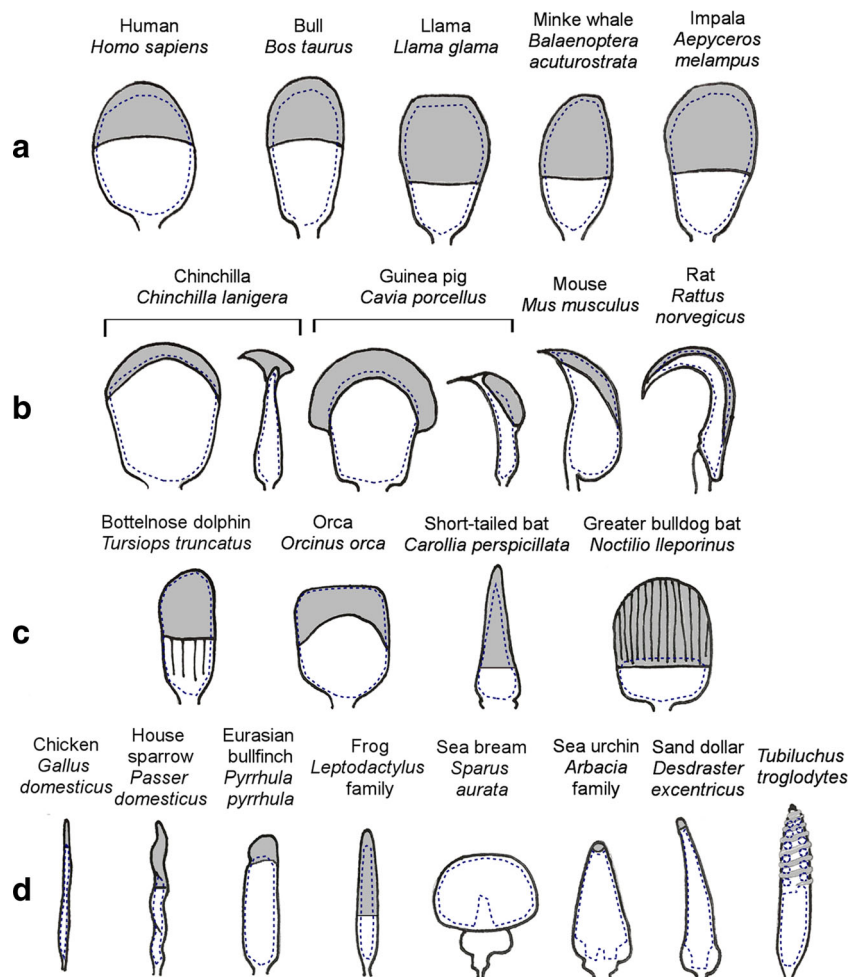 Human
Homo sapiens
Bull
Bos taurus
Llama
Llama glama
Minke whale
Balaenoptera
acuturostrata
Impala
Aepyceros
melampus
a
Chinchilla
Chinchilla lanigera
Guinea pig
Cavia porcellus
Mouse
Mus musculus
Rat
Rattus
norvegicus
b
Bottelnose dolphin
Tursiops truncatus
Orca
Orcinus orca
Short-tailed bat
Carollia perspicillata
Greater bulldog bat
Noctilio lleporinus
c
Chicken
Gallus
domesticus
House
sparrow
Passer
domesticus
Eurasian
bullfinch
Pyrrhula
pyrrhula
Frog
Leptodactylus
family
Sea bream
Sparus
aurata
Sea urchin
Arbacia
family
Sand dollar
Desdraster
excentricus
Tubiluchus
troglodytes
d